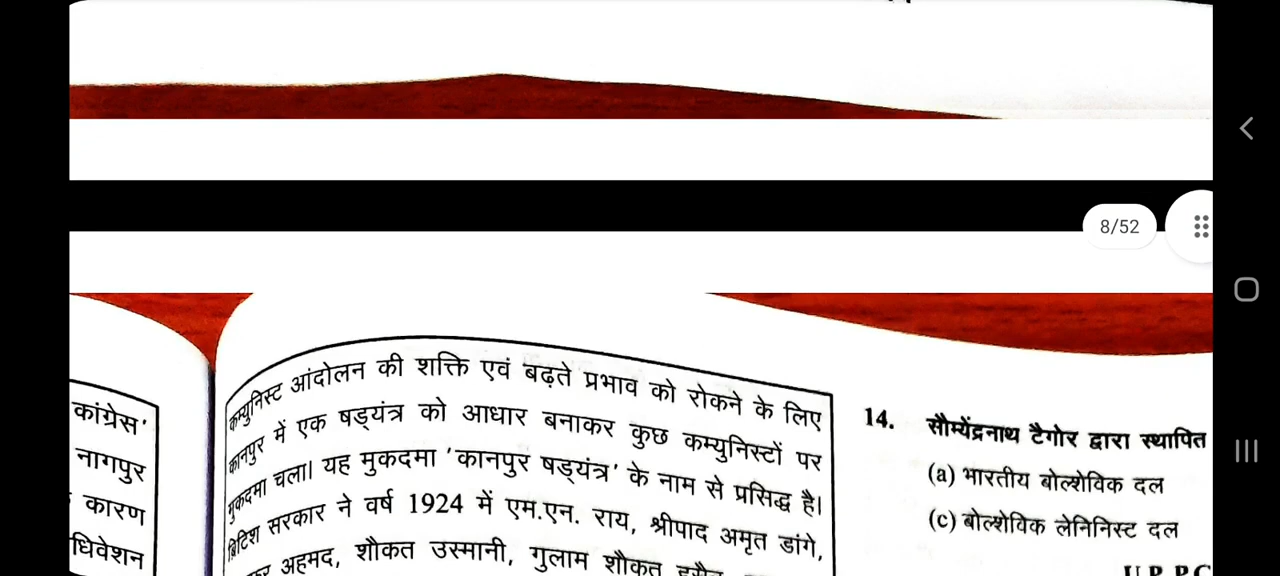 8/52
कांग्रेस'
नागपुर
कारण
धिवेशन
कम्युनिस्ट आंदोलन की शक्ति एवं बढ़ते प्रभाव को रोकने के लिए
कानपुर में एक षड्यंत्र को आधार बनाकर कुछ कम्युनिस्टों पर
मुकदमा चला। यह मुकदमा 'कानपुर षड्यंत्र' के नाम से प्रसिद्ध है।
ब्रिटिश सरकार ने वर्ष 1924 में एम.एन. राय, श्रीपाद अमृत डांगे,
अहमद, शौकत उस्मानी, गुलाम शौकत
14. सौम्येंद्रनाथ टैगोर द्वारा स्थापित
(a) भारतीय बोल्शेविक दल
(c) बोल्शेविक लेनिनिस्ट दल